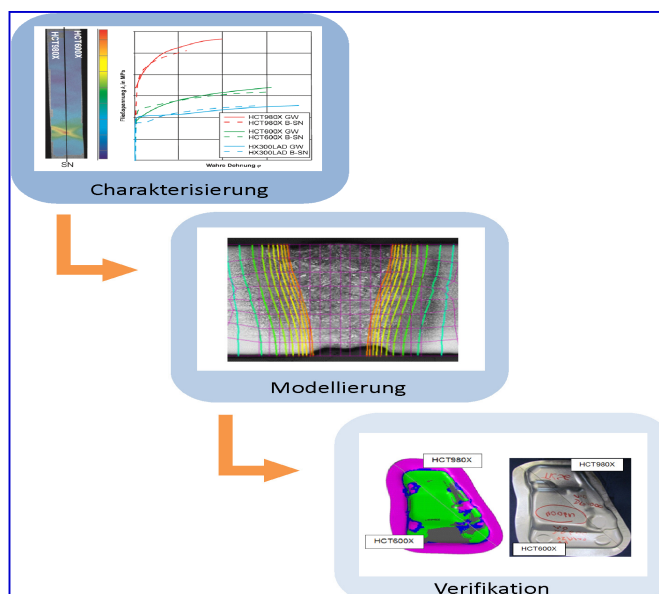 HCT980X
HCT600X
SN
Fließspannung kf in MPa
HCT980X GW
HCT980X B-SN
HCT600X GW
HCT600X B-SN
HX300LAD GW
HX300LAD B-SN
Wahre Dehnung φ
Charakterisierung
Modellierung
HCT980X
HCT600X
HCT980X
HCT600X
Verifikation